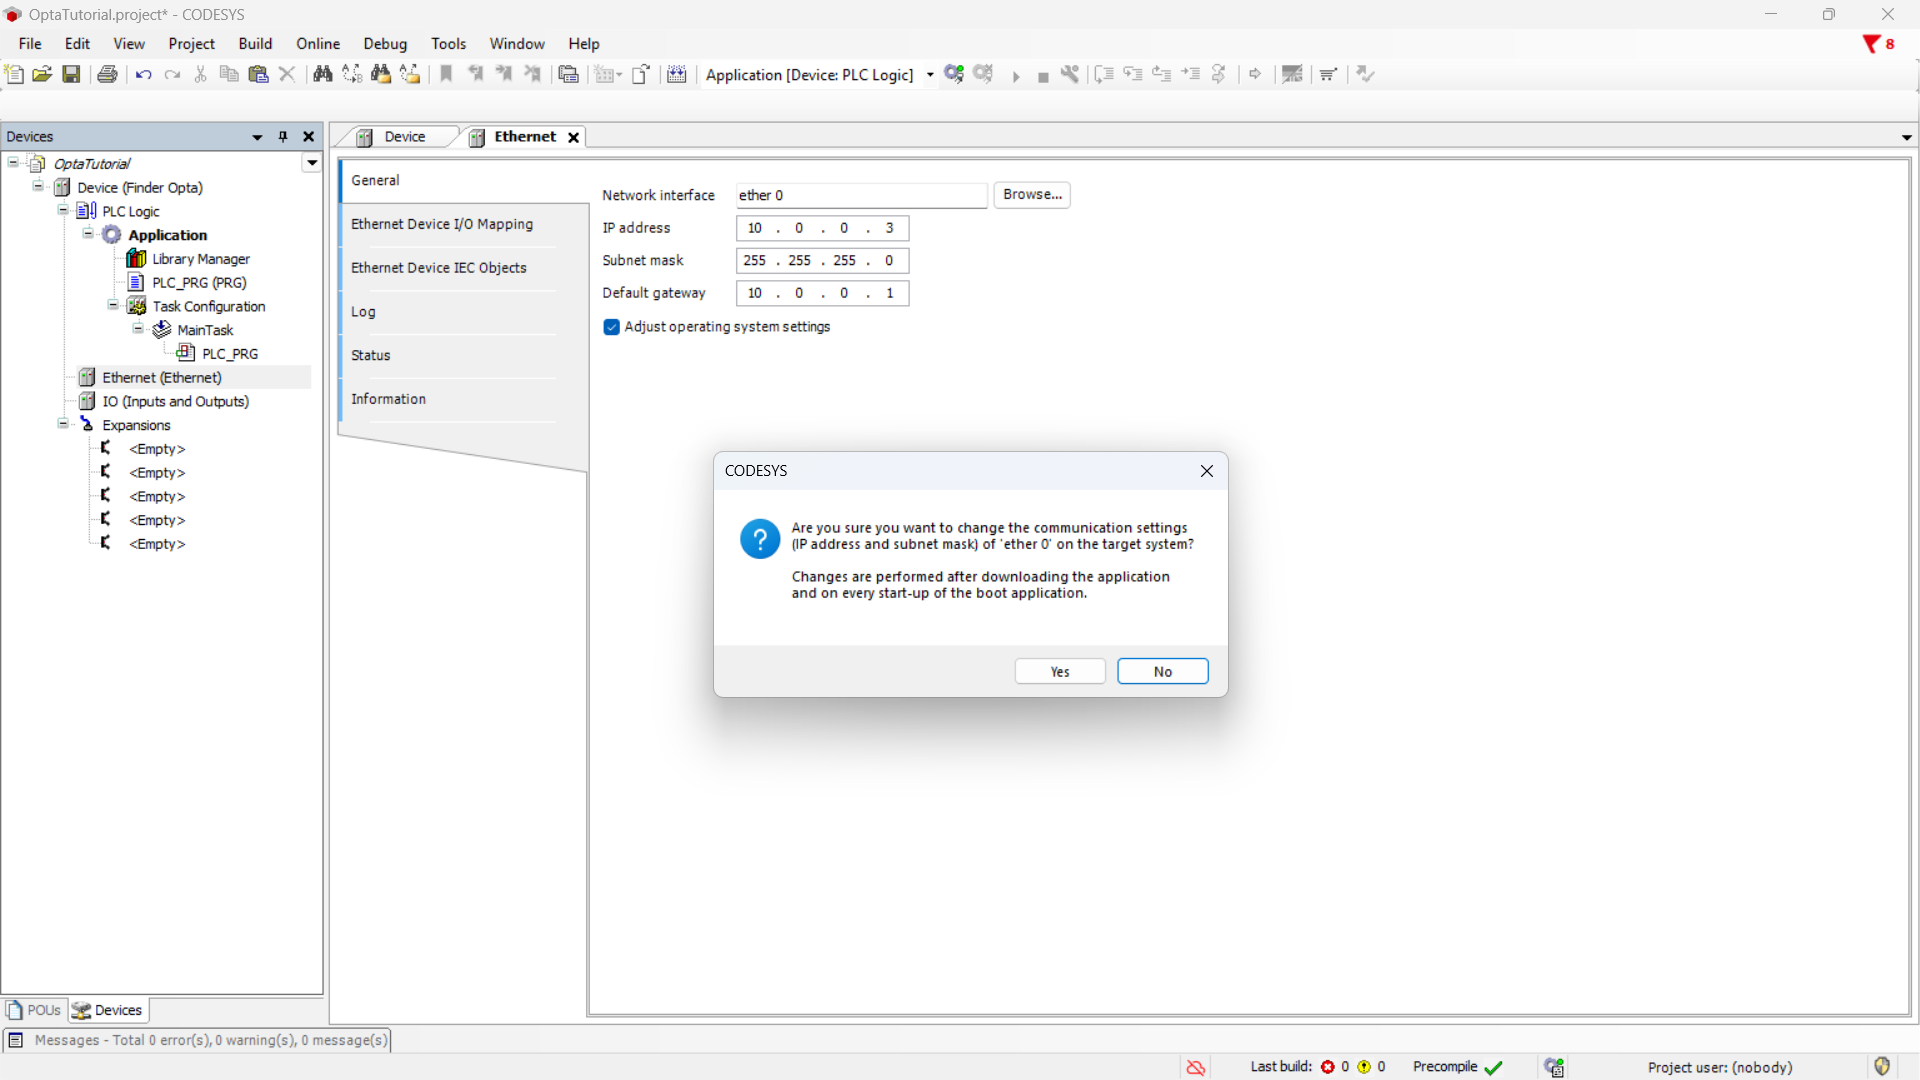 OptaTutorial.project* - CODESYS
File Edit View Project Build Online Debug Tools Window Help
8
Application [Device: PLC Logic]
Devices
Device
Ethernet
OptaTutorial
Device (Finder Opta)
PLC Logic
Application
Library Manager
PLC_PRG (PRG)
Task Configuration
MainTask
PLC_PRG
Ethernet (Ethernet)
IO (Inputs and Outputs)
Expansions
<Empty>
<Empty>
<Empty>
<Empty>
<Empty>
General
Ethernet Device I/O Mapping
Ethernet Device IEC Objects
Log
Status
Information
Network interface ether 0 Browse...
IP address 10 . 0 . 0 . 3
Subnet mask 255 . 255 . 255 . 0
Default gateway 10 . 0 . 0 . 1
Adjust operating system settings
CODESYS
Are you sure you want to change the communication settings
(IP address and subnet mask) of 'ether 0' on the target system?
Changes are performed after downloading the application
and on every start-up of the boot application.
Yes No
POUs Devices
Messages - Total 0 error(s), 0 warning(s), 0 message(s)
Last build: 0 0 Precompile Project user: (nobody)